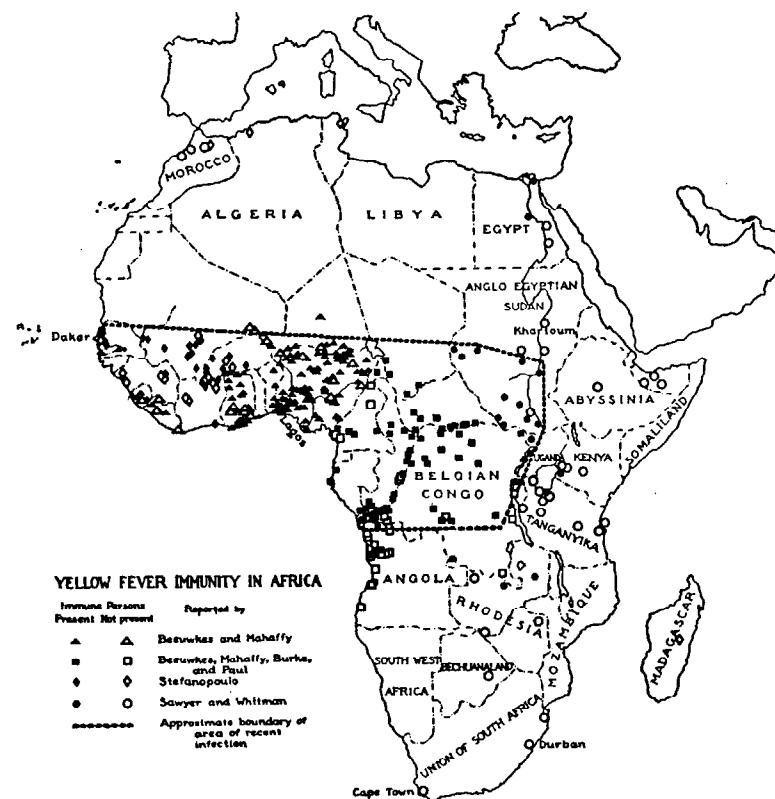 MOROCCO
ALGERIA
LIBYA
EGYPT
ANGLO EGYPTIAN
SUDAN
Khartoum
Dakar
ABYSSINIA
SOMALILAND
Lagos
UGANDA
KENYA
BELGIAN
CONGO
TANGANYIKA
ANGOLA
RHODESIA
MOZAMBIQUE
MADAGASCAR
SOUTH WEST
AFRICA
BECHUANALAND
UNION OF SOUTH AFRICA
Durban
Cape Town
YELLOW FEVER IMMUNITY IN AFRICA
Immune Persons
Present Not present
Reported by
Beeuwkes and Mahaffy
Beeuwkes, Mahaffy, Burke,
and Paul
Stefanopoulo
Sawyer and Whitman
Approximate boundary of
area of recent
infection